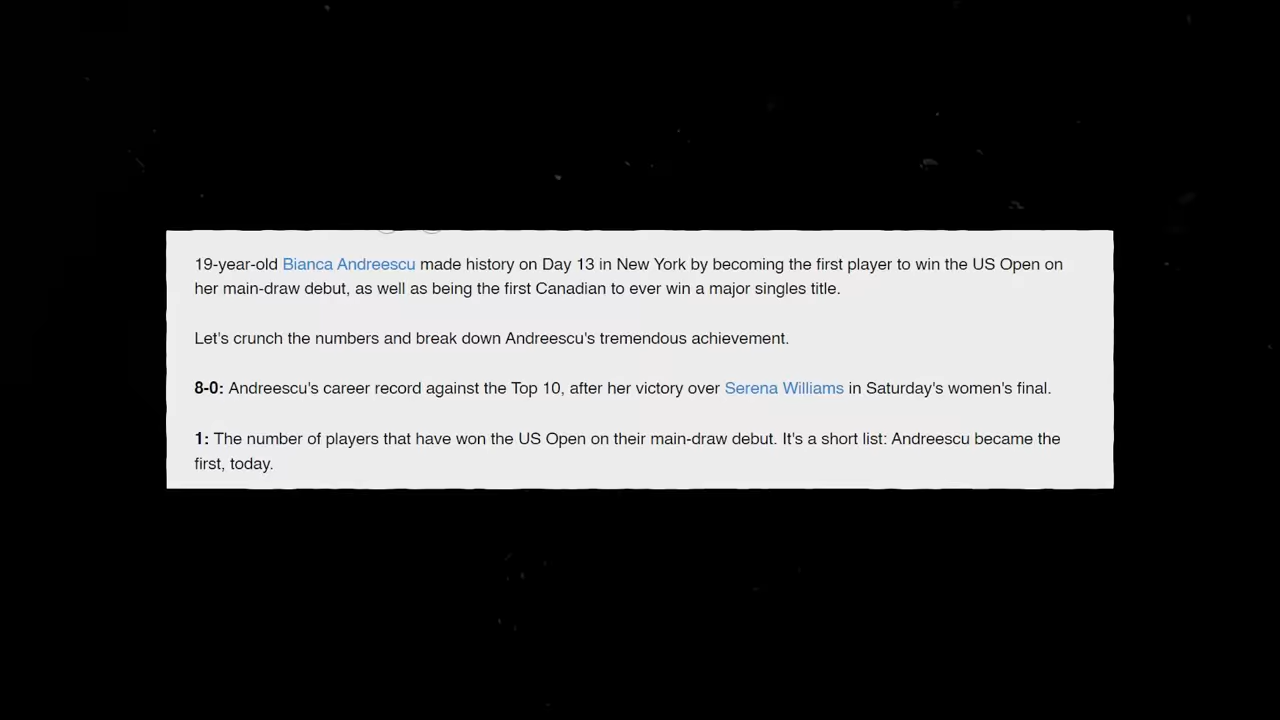 19-year-old Bianca Andreescu made history on Day 13 in New York by becoming the first player to win the US Open on
her main-draw debut, as well as being the first Canadian to ever win a major singles title.
Let's crunch the numbers and break down Andreescu's tremendous achievement.
8-0: Andreescu's career record against the Top 10, after her victory over Serena Williams in Saturday's women's final.
1: The number of players that have won the US Open on their main-draw debut. It's a short list: Andreescu became the
first, today.